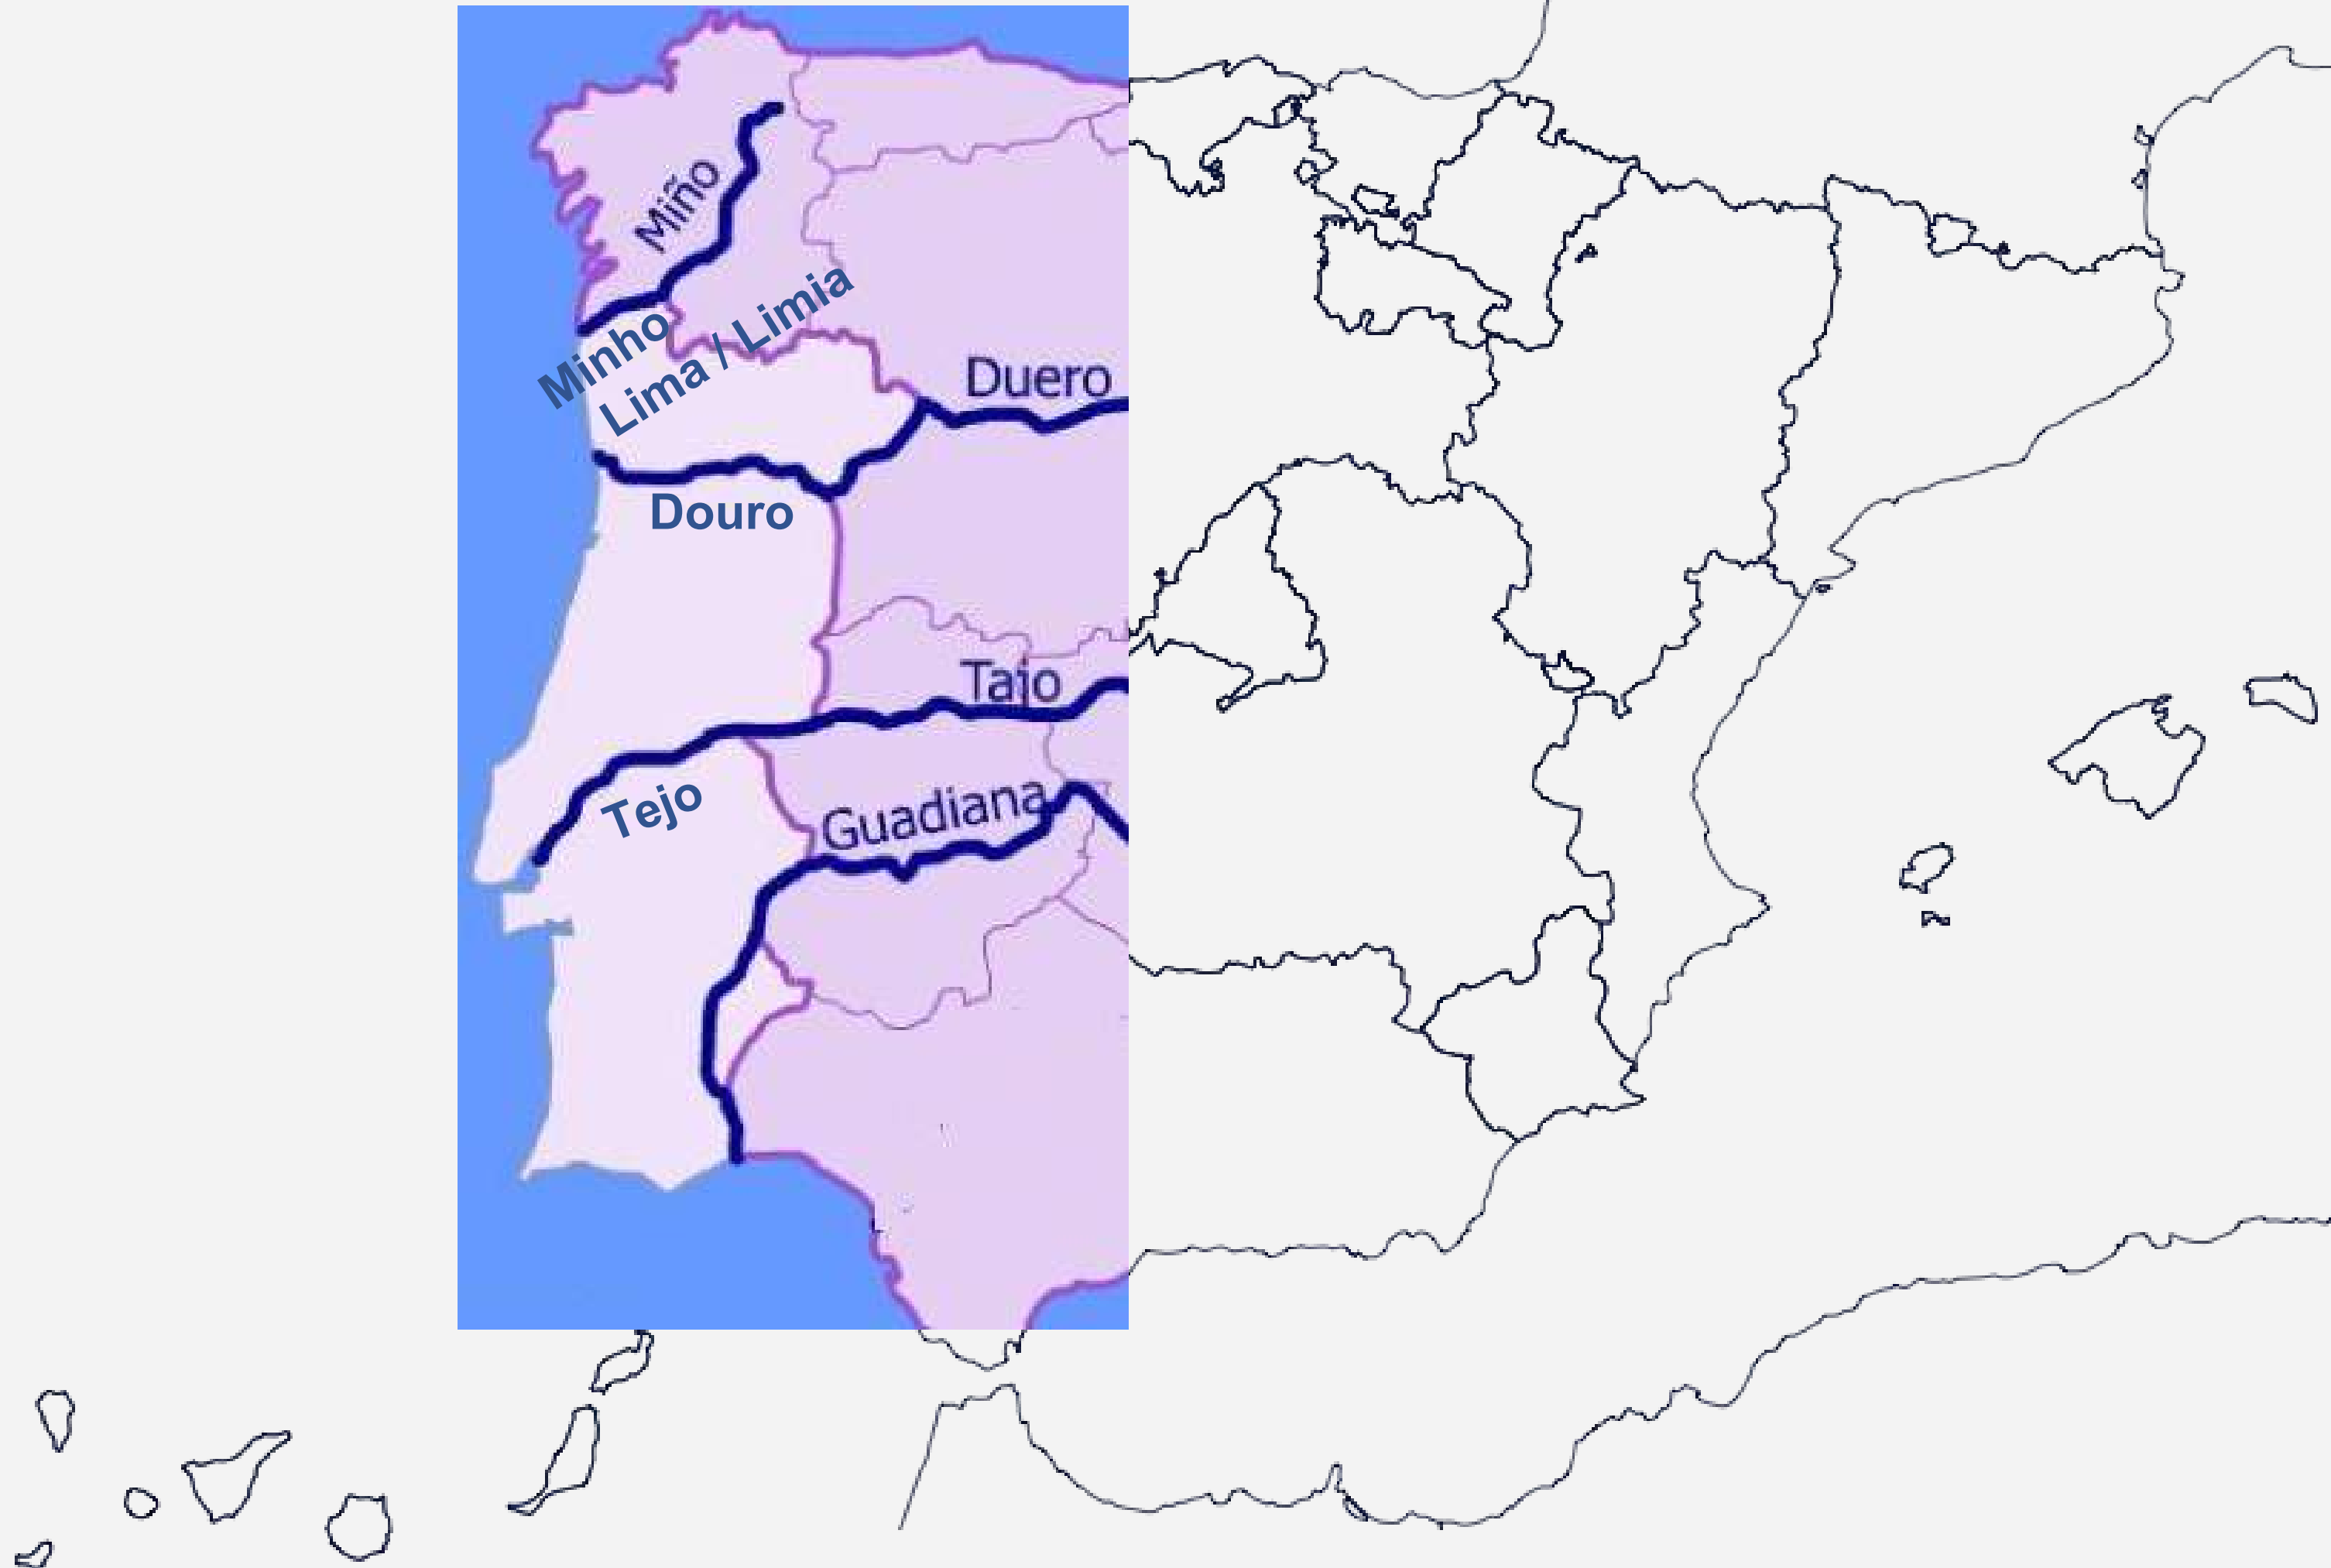 Miño
Minho
Lima / Limia
Duero
Douro
Tajo
Tejo
Guadiana